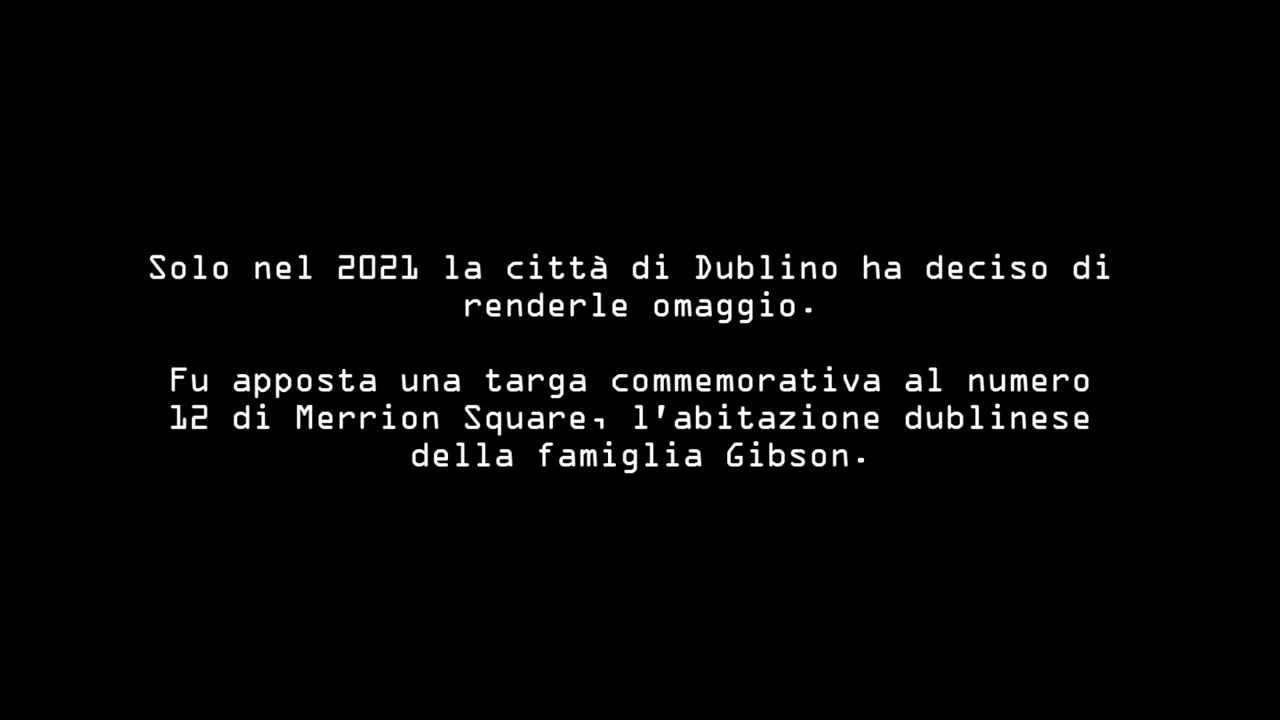 Solo nel 2021 la città di Dublino ha deciso di
renderle omaggio.
Fu apposta una targa commemorativa al numero
12 di Merrion Square, l'abitazione dublinese
della famiglia Gibson.